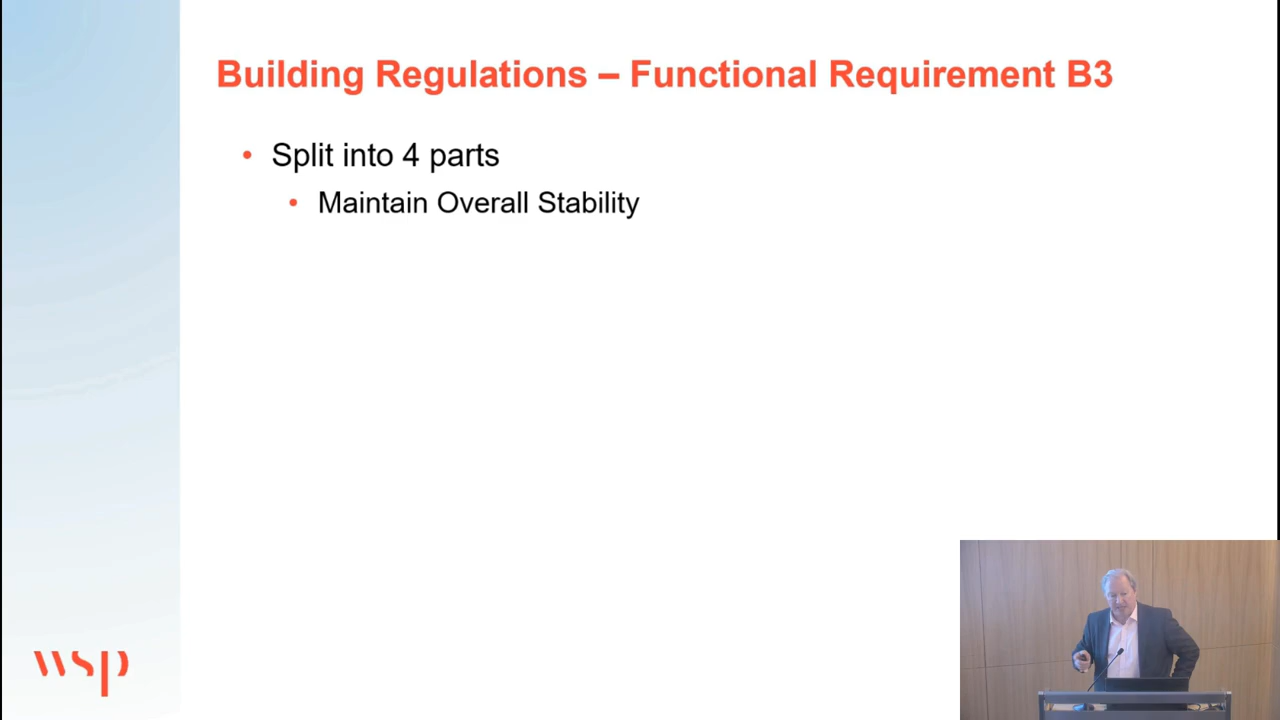 Building Regulations – Functional Requirement B3
• Split into 4 parts
• Maintain Overall Stability
wsp